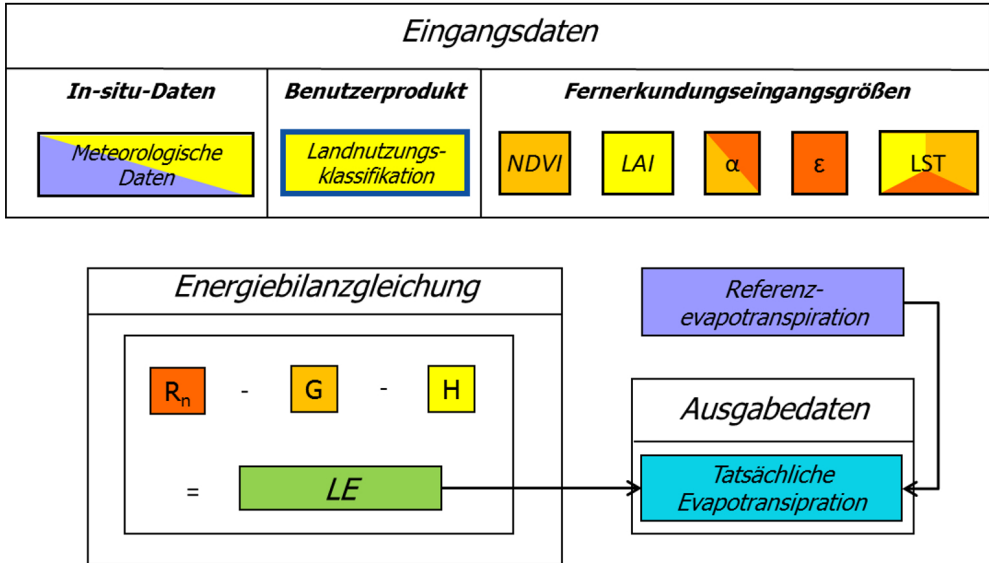 Eingangsdaten
In-situ-Daten
Meteorologische
Daten
Benutzerprodukt
Landnutzungs-
klassifikation
Fernerkundungseingangsgrößen
NDVI LAI α ε LST
Energiebilanzgleichung
Rn - G - H
= LE
Referenz-
evapotranspiration
Ausgabedaten
Tatsächliche
Evapotransipration